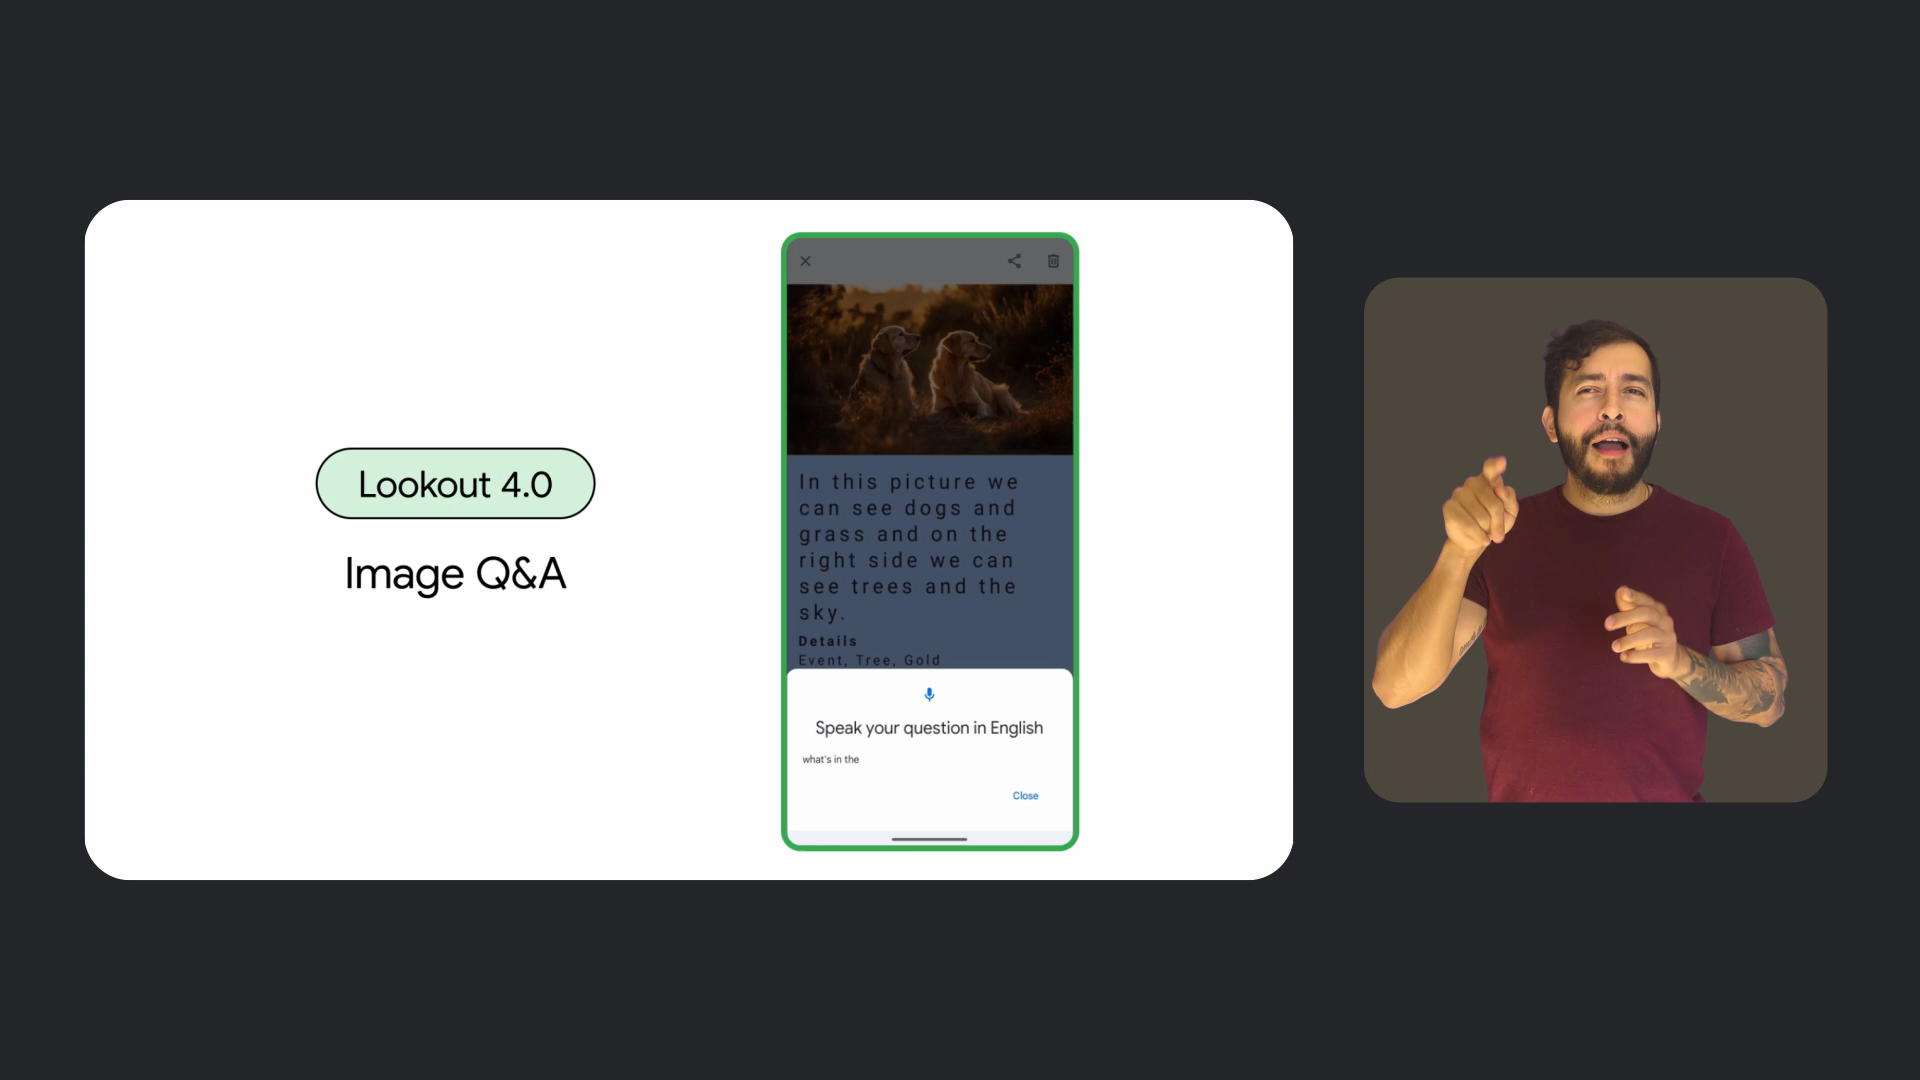 Lookout 4.0
Image Q&A
In this picture we
can see dogs and
grass and on the
right side we can
see trees and the
sky.
Details
Event, Tree, Gold
Speak your question in English
what's in the
Close